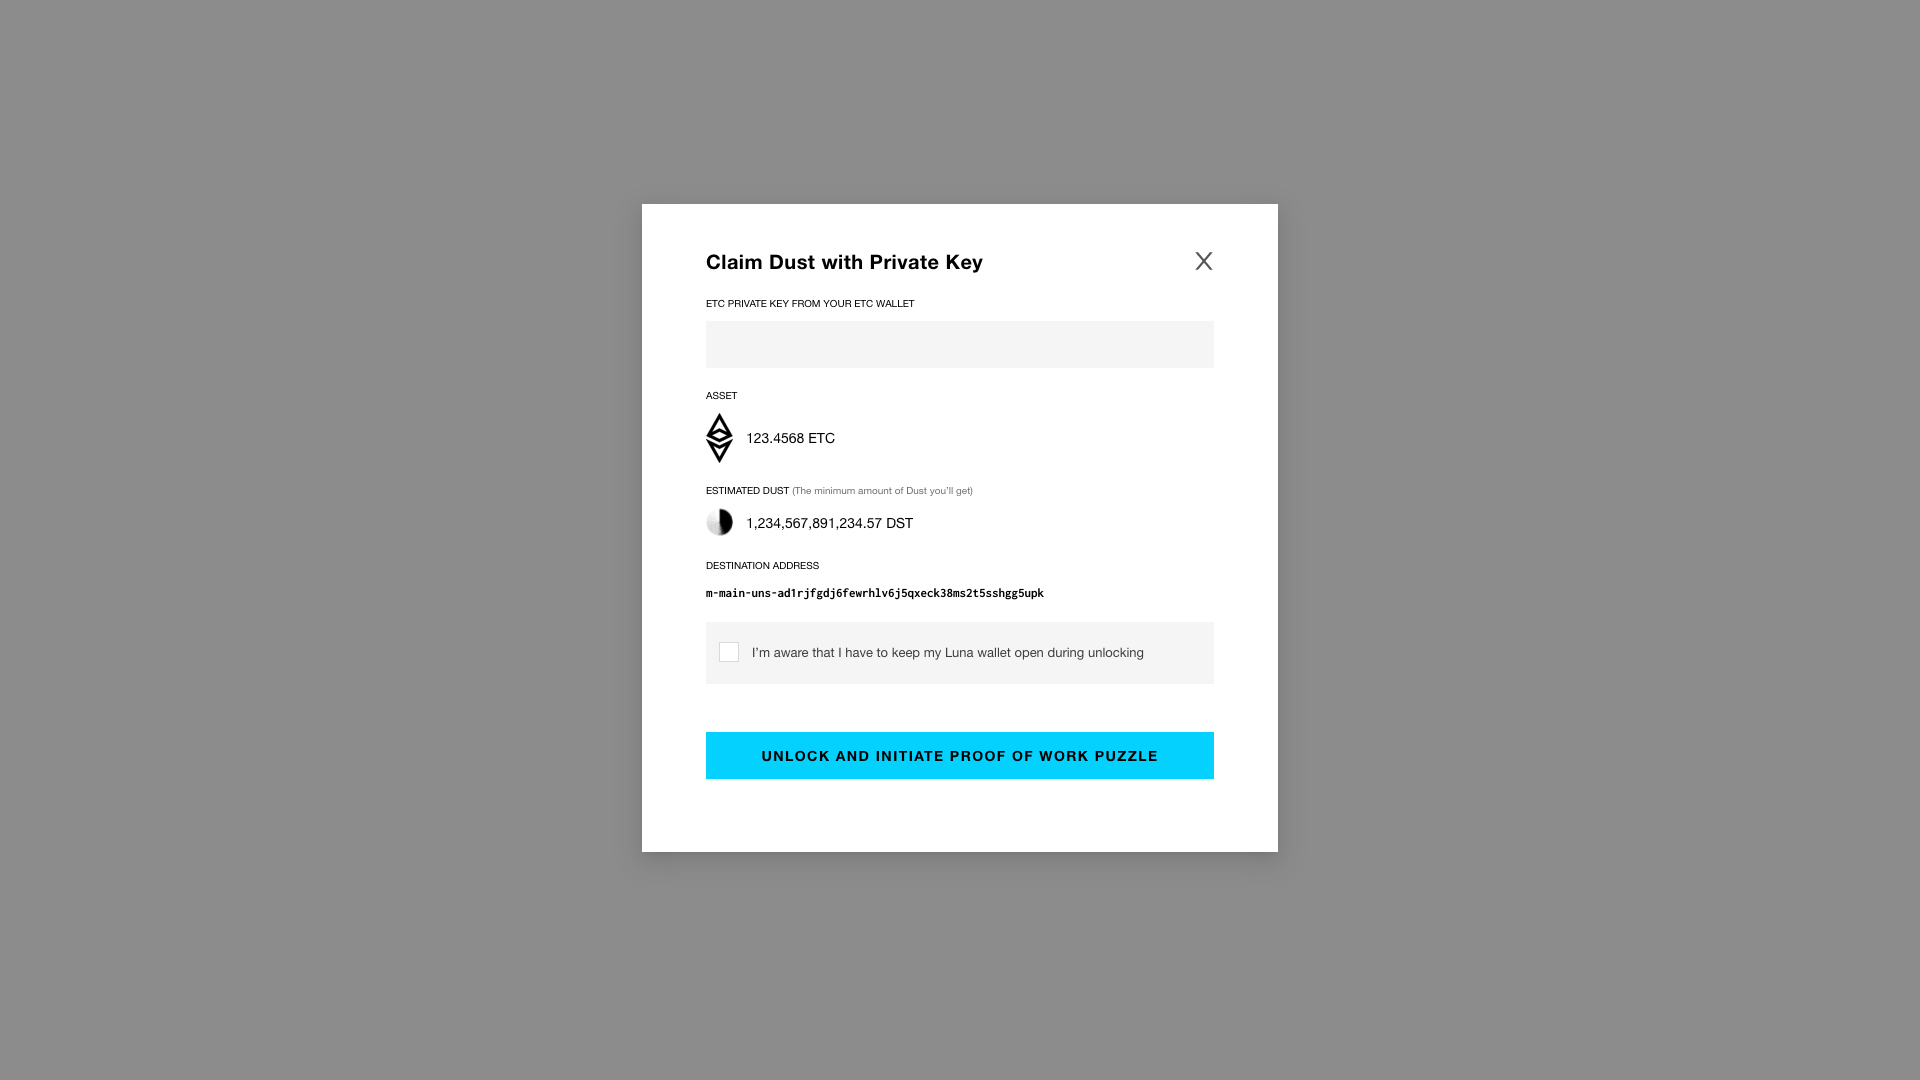 Claim Dust with Private Key
X
ETC PRIVATE KEY FROM YOUR ETC WALLET
ASSET
123.4568 ETC
ESTIMATED DUST (The minimum amount of Dust you’ll get)
1,234,567,891,234.57 DST
DESTINATION ADDRESS
m-main-uns-ad1rjfgdj6fewrhlv6j5qxeck38ms2t5sshgg5upk
I’m aware that I have to keep my Luna wallet open during unlocking
UNLOCK AND INITIATE PROOF OF WORK PUZZLE